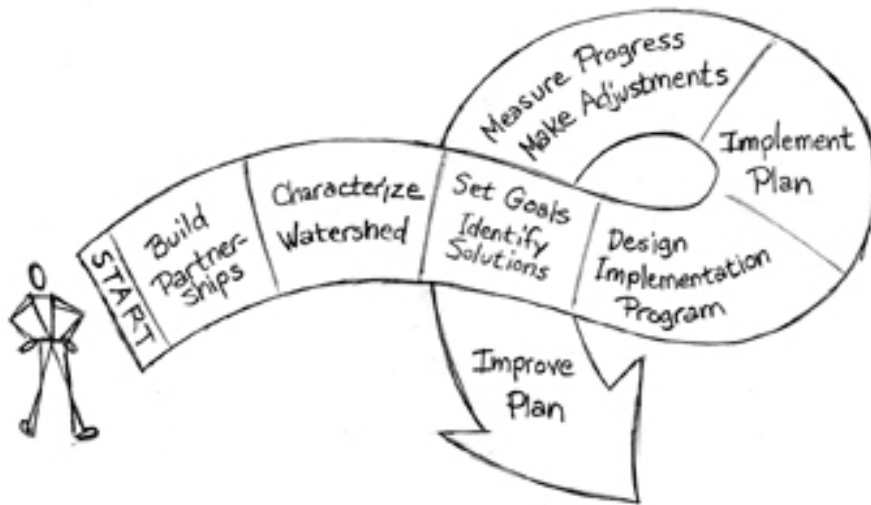 START
Build
Partner-
ships
Characterize
Watershed
Set Goals
Identify
Solutions
Design
Implementation
Program
Implement
Plan
Measure Progress
Make Adjustments
Improve
Plan